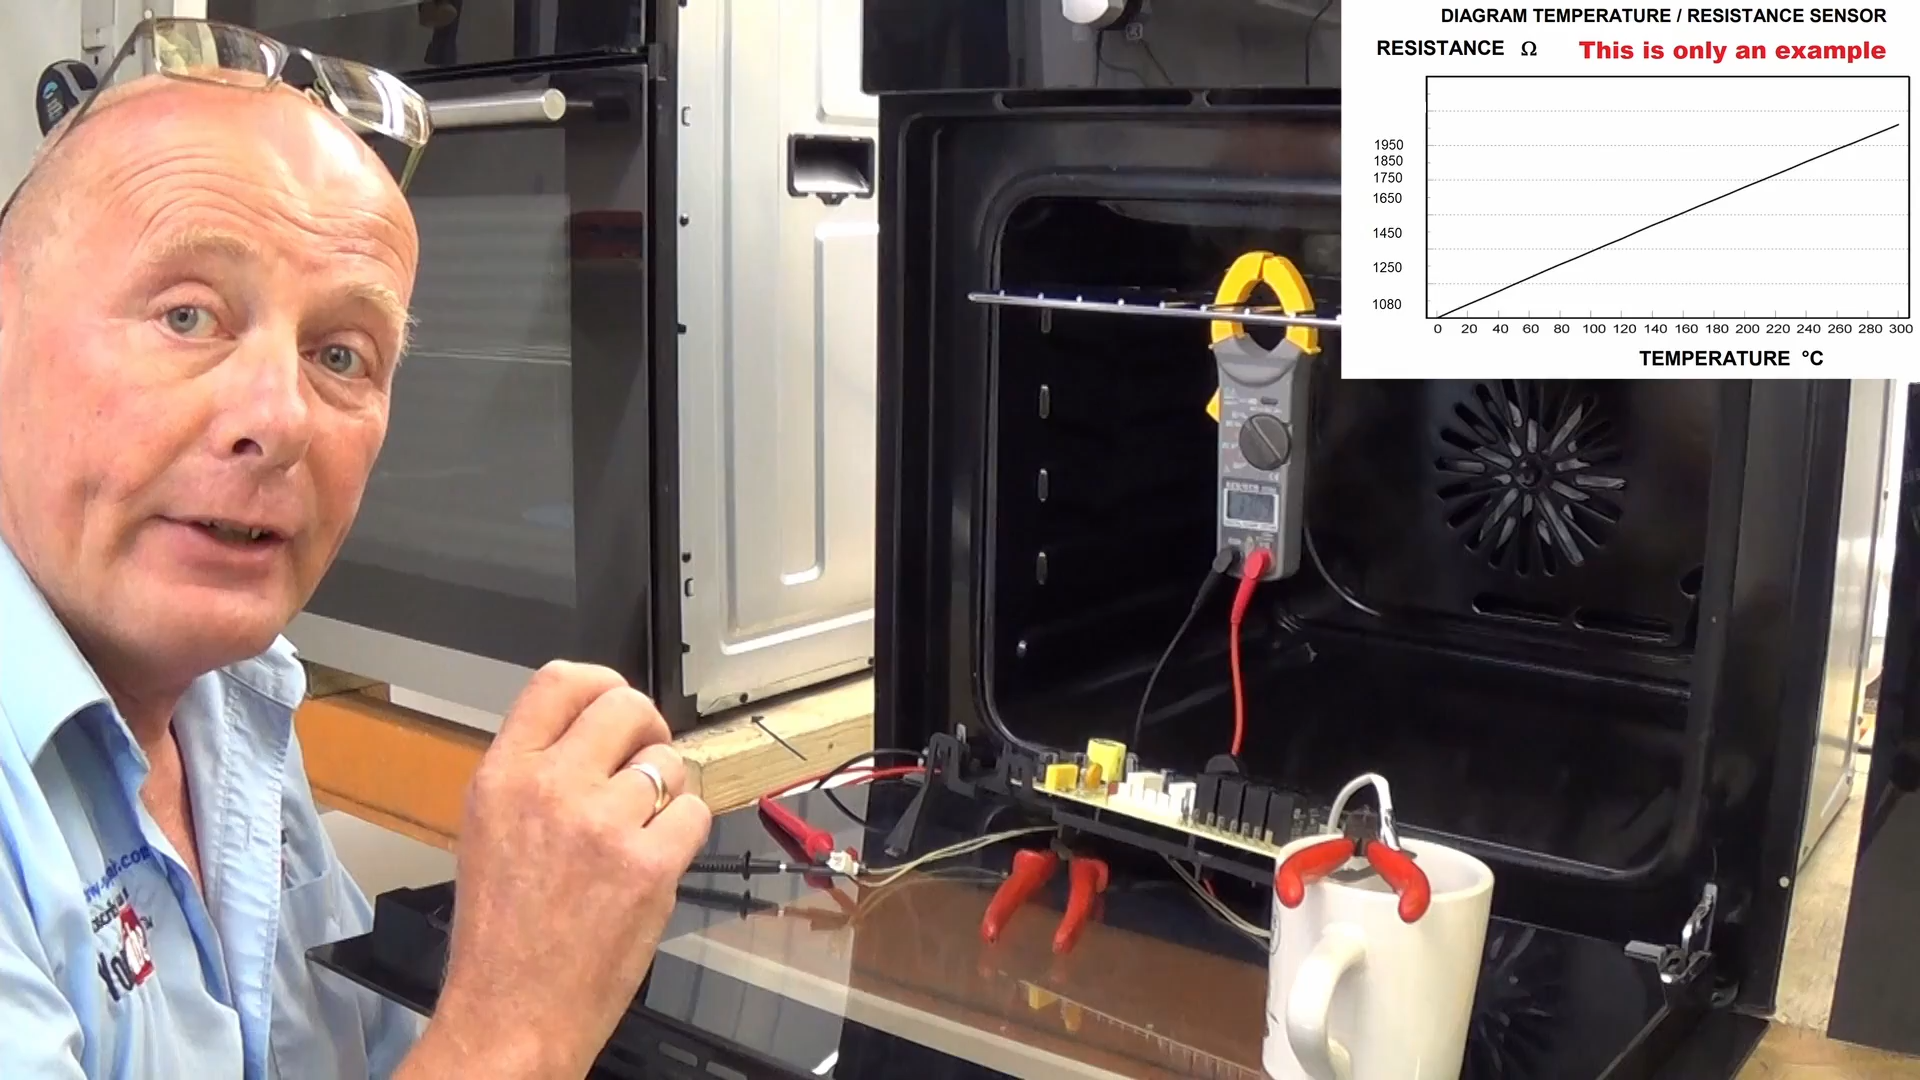 DIAGRAM TEMPERATURE / RESISTANCE SENSOR
RESISTANCE Ω This is only an example
1950
1850
1750
1650
1450
1250
1080
0 20 40 60 80 100 120 140 160 180 200 220 240 260 280 300
TEMPERATURE °C
You